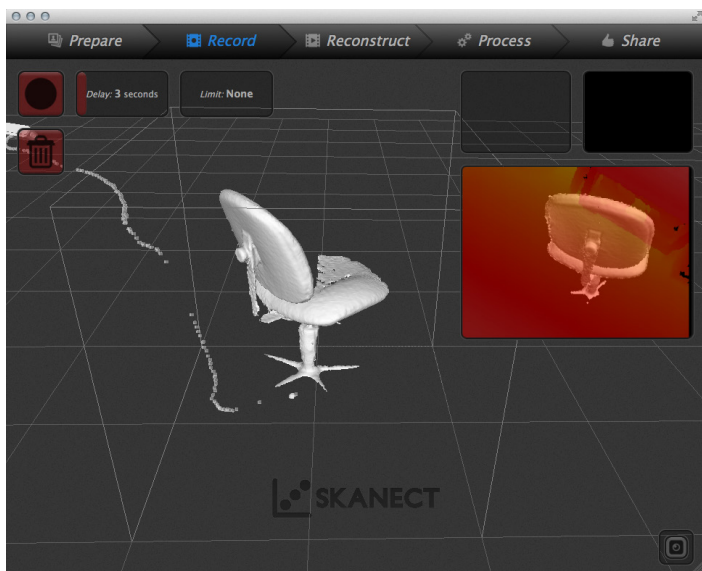 Prepare
Record
Reconstruct
Process
Share
Delay: 3 seconds
Limit: None
SKANECT